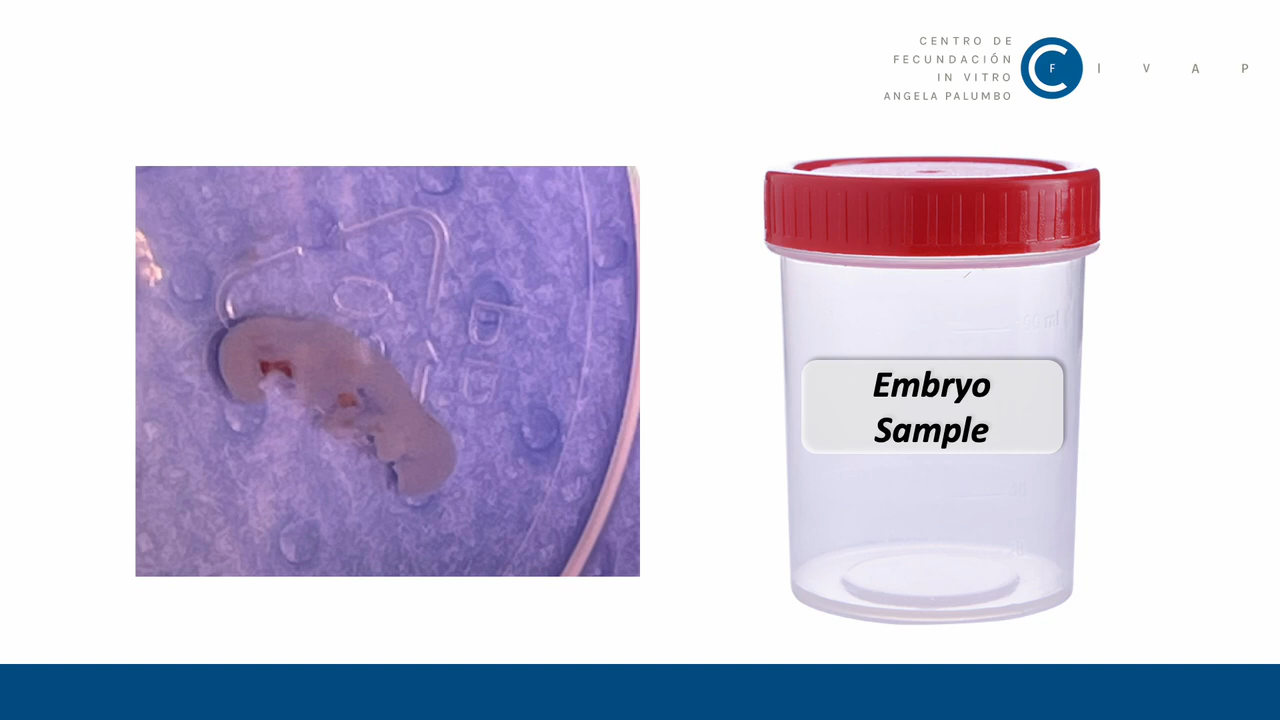 CENTRO DE
FECUNDACIÓN
IN VITRO
ANGELA PALUMBO
F I V A P
Embryo
Sample